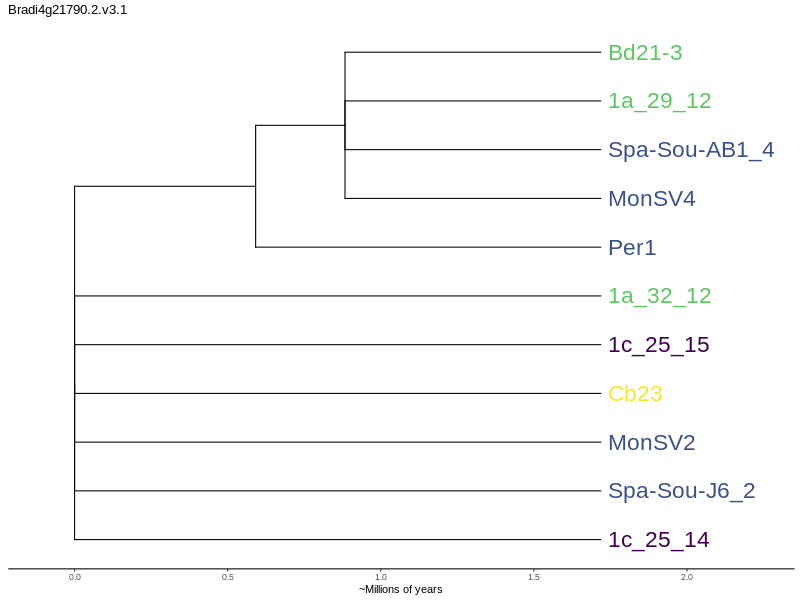 Bradi4g21790.2.v3.1
Bd21-3
1a_29_12
Spa-Sou-AB1_4
MonSV4
Per1
1a_32_12
1c_25_15
Cb23
MonSV2
Spa-Sou-J6_2
1c_25_14
0.0 0.5 1.0 1.5 2.0
~Millions of years